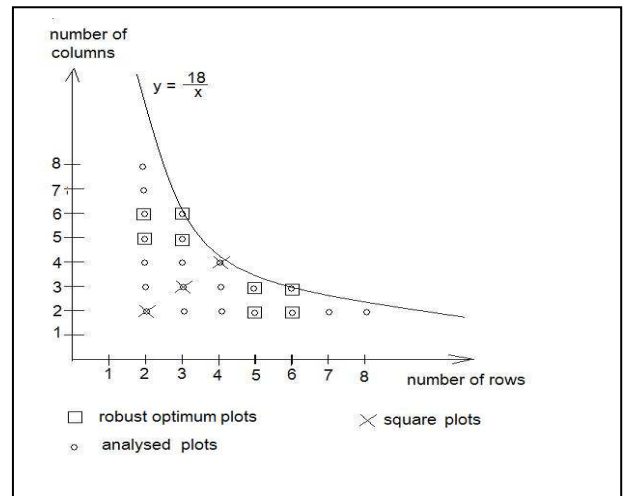 number of
columns
y = 18
x
8
7
6
5
4
3
2
1
1 2 3 4 5 6 7 8
number of rows
robust optimum plots
square plots
analysed plots